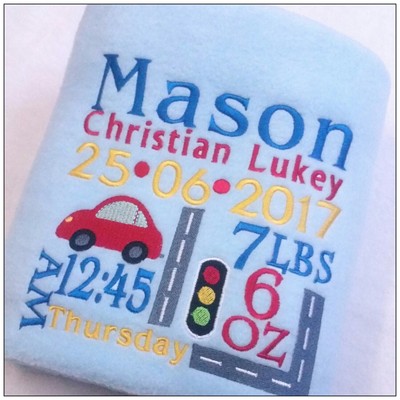 Mason
Christian Lukey
25•06•2017
7LBS
6
OZ
12:45
AM
Thursday